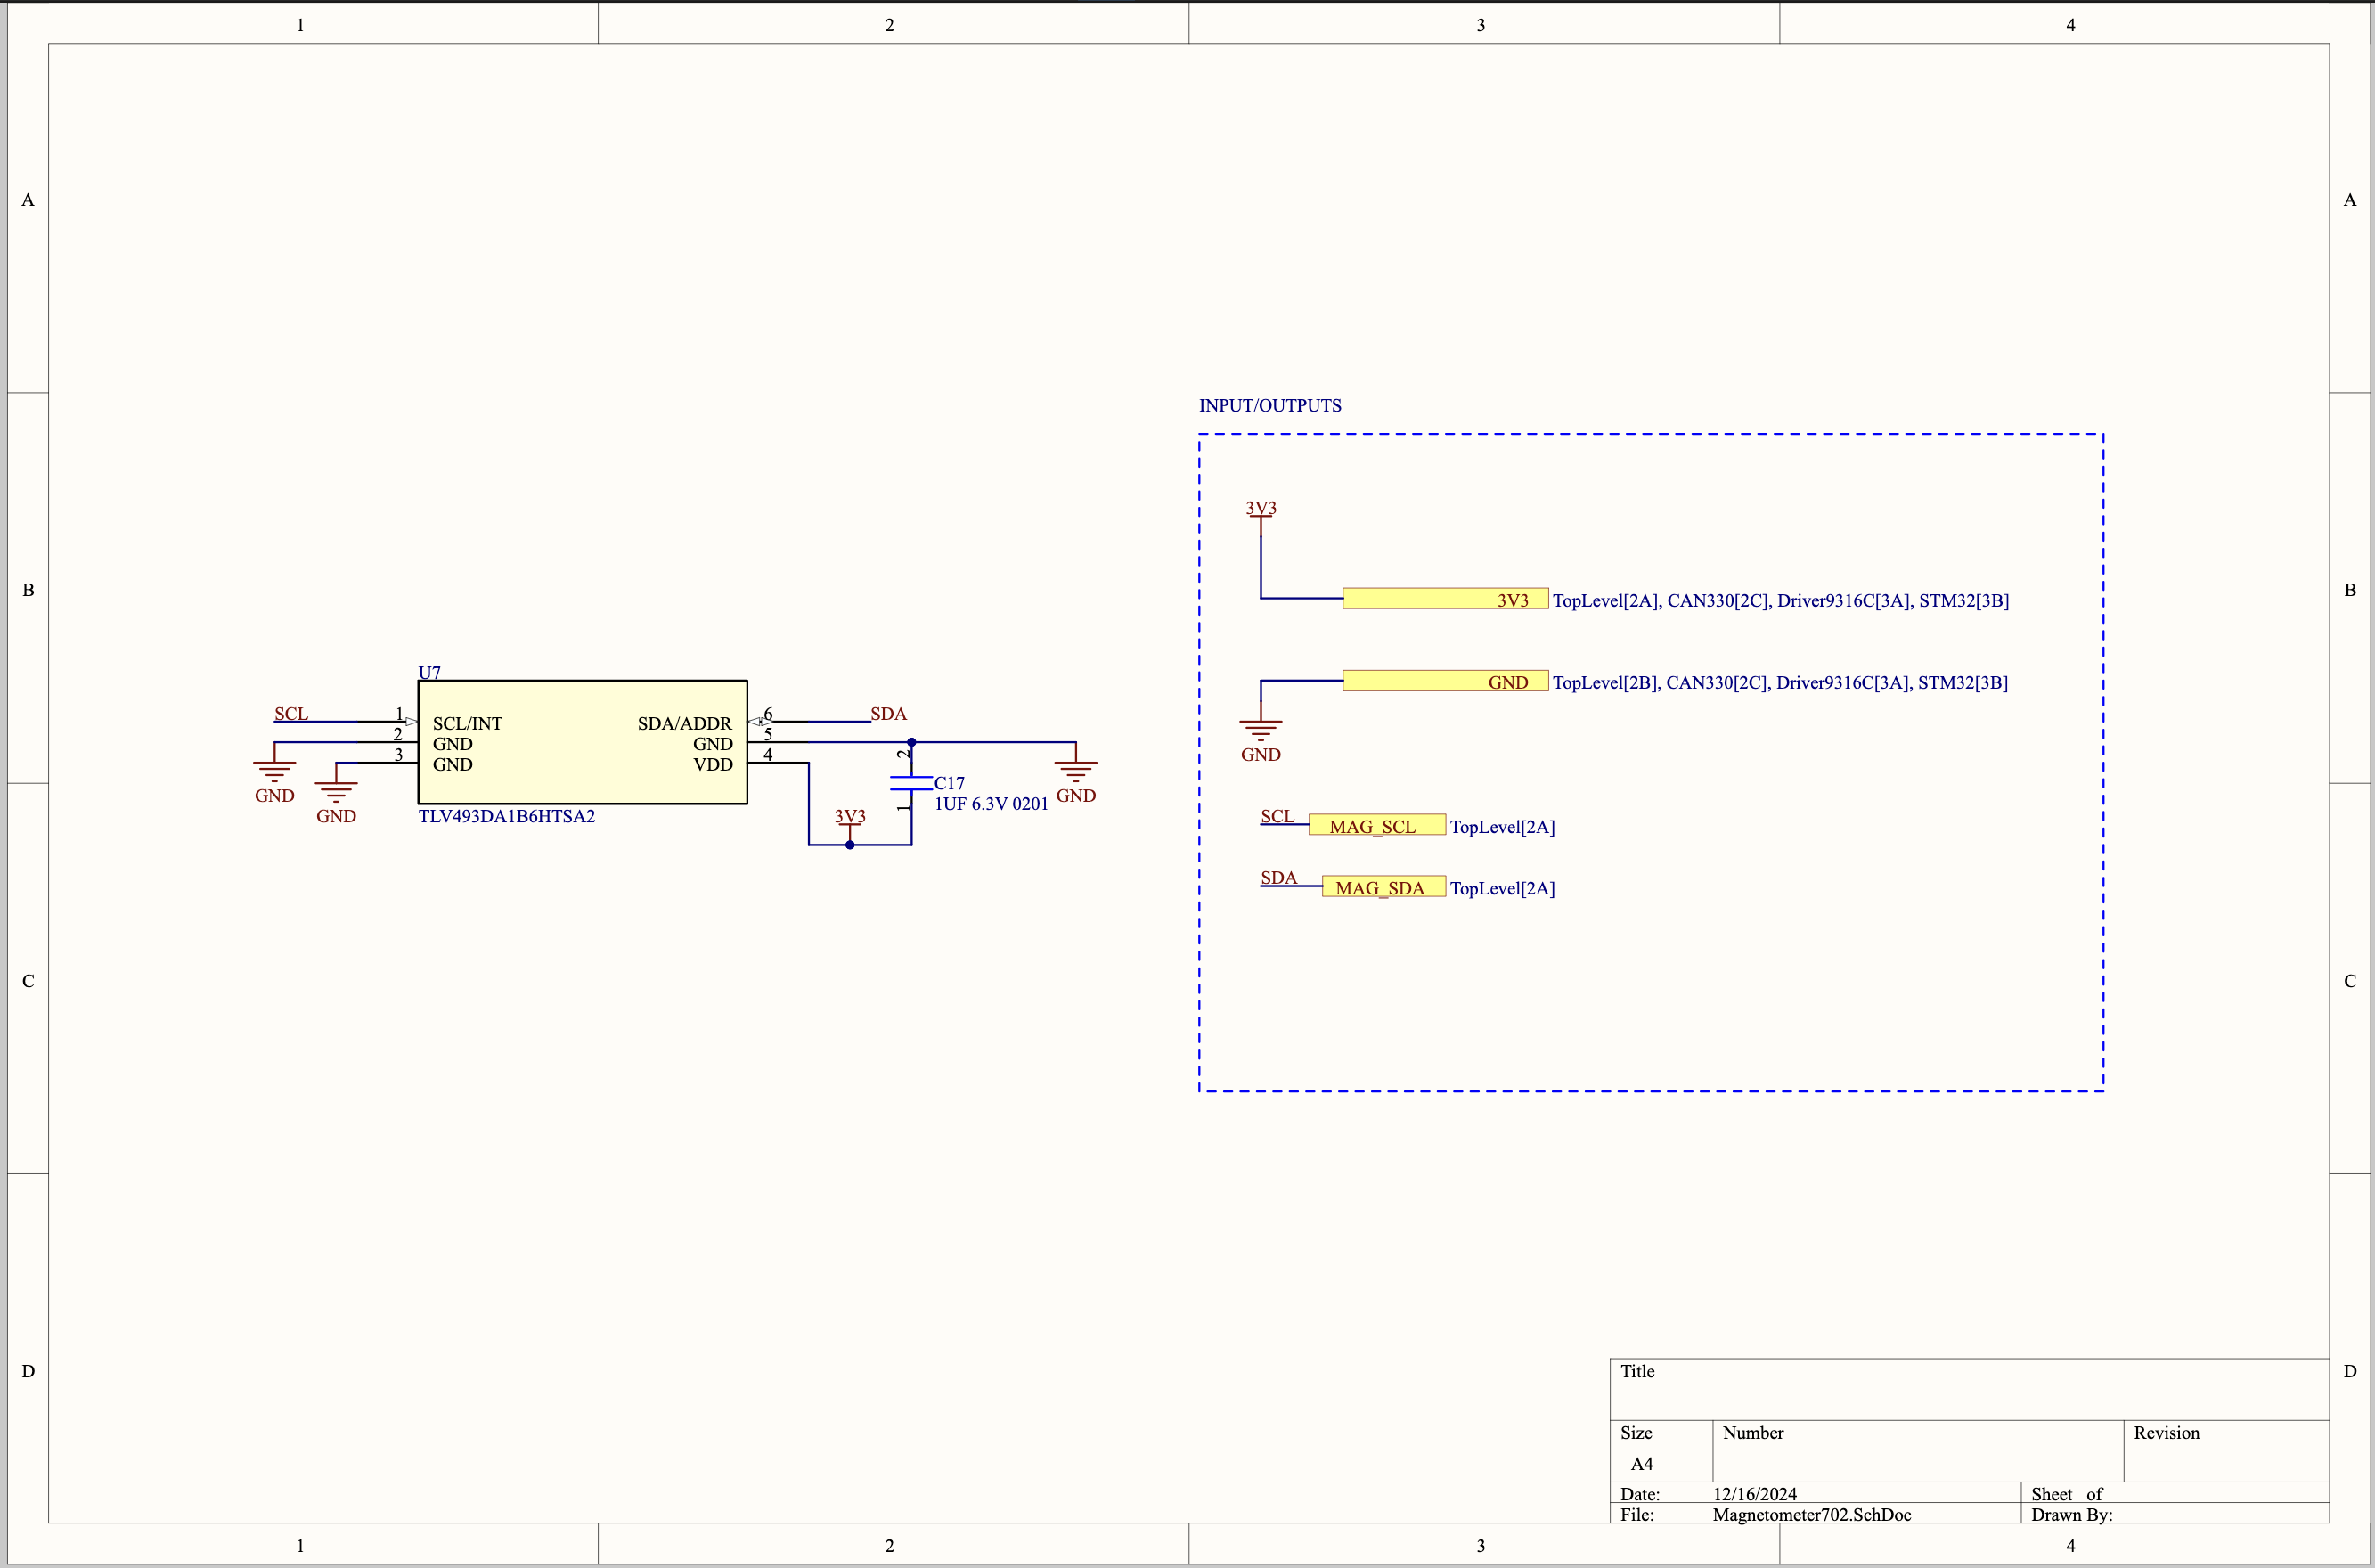 1 2 3 4
A A
INPUT/OUTPUTS
3V3
B B
3V3 TopLevel[2A], CAN330[2C], Driver9316C[3A], STM32[3B]
U7
GND TopLevel[2B], CAN330[2C], Driver9316C[3A], STM32[3B]
SCL 1 SCL/INT SDA/ADDR 6 SDA
2 GND GND 5
3 GND VDD 4
2
GND
GND GND GND
C17
1UF 6.3V 0201
1
TLV493DA1B6HTSA2
3V3
SCL MAG_SCL TopLevel[2A]
SDA MAG_SDA TopLevel[2A]
C C
D D
Title
Size Number Revision
A4
Date: 12/16/2024 Sheet of
File: Magnetometer702.SchDoc Drawn By:
1 2 3 4